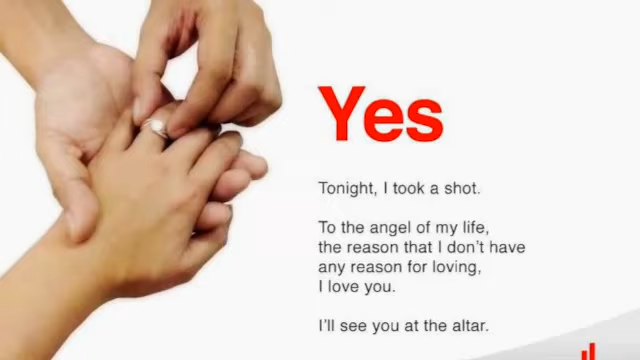 Yes
Tonight, I took a shot.
To the angel of my life,
the reason that I don't have
any reason for loving,
I love you.
I'll see you at the altar.